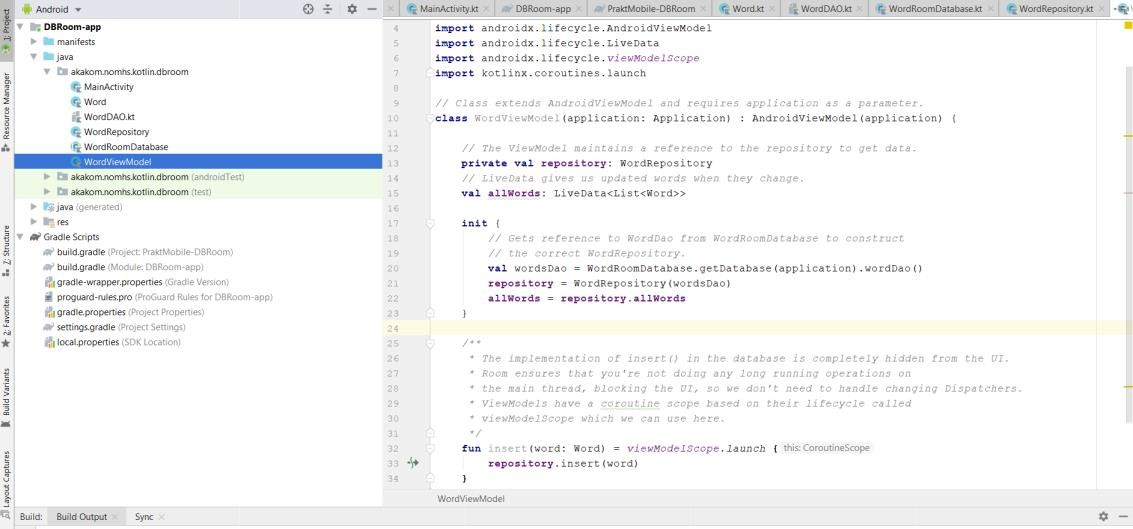 Android
MainActivity.kt
DBRoom-app
PraktMobile-DBRoom
Word.kt
WordDAO.kt
WordRoomDatabase.kt
WordRepository.kt
1: Project
Resource Manager
Z: Structure
2: Favorites
Build Variants
Layout Captures
DBRoom-app
manifests
java
akakom.nomhs.kotlin.dbroom
MainActivity
Word
WordDAO.kt
WordRepository
WordRoomDatabase
WordViewModel
akakom.nomhs.kotlin.dbroom (androidTest)
akakom.nomhs.kotlin.dbroom (test)
java (generated)
res
Gradle Scripts
build.gradle (Project: PraktMobile-DBRoom)
build.gradle (Module: DBRoom-app)
gradle-wrapper.properties (Gradle Version)
proguard-rules.pro (ProGuard Rules for DBRoom-app)
gradle.properties (Project Properties)
settings.gradle (Project Settings)
local.properties (SDK Location)
4 import androidx.lifecycle.AndroidViewModel
5 import androidx.lifecycle.LiveData
6 import androidx.lifecycle.viewModelScope
7 import kotlinx.coroutines.launch
8
9 // Class extends AndroidViewModel and requires application as a parameter.
10 class WordViewModel(application: Application) : AndroidViewModel(application) {
11
12 // The ViewModel maintains a reference to the repository to get data.
13 private val repository: WordRepository
14 // LiveData gives us updated words when they change.
15 val allWords: LiveData<List<Word>>
16
17 init {
18 // Gets reference to WordDao from WordRoomDatabase to construct
19 // the correct WordRepository.
20 val wordsDao = WordRoomDatabase.getDatabase(application).wordDao()
21 repository = WordRepository(wordsDao)
22 allWords = repository.allWords
23 }
24
25 /**
26 * The implementation of insert() in the database is completely hidden from the UI.
27 * Room ensures that you're not doing any long running operations on
28 * the main thread, blocking the UI, so we don't need to handle changing Dispatchers.
29 * ViewModels have a coroutine scope based on their lifecycle called
30 * viewModelScope which we can use here.
31 */
32 fun insert(word: Word) = viewModelScope.launch { this: CoroutineScope
33 repository.insert(word)
34 }
WordViewModel
Build: Build Output Sync